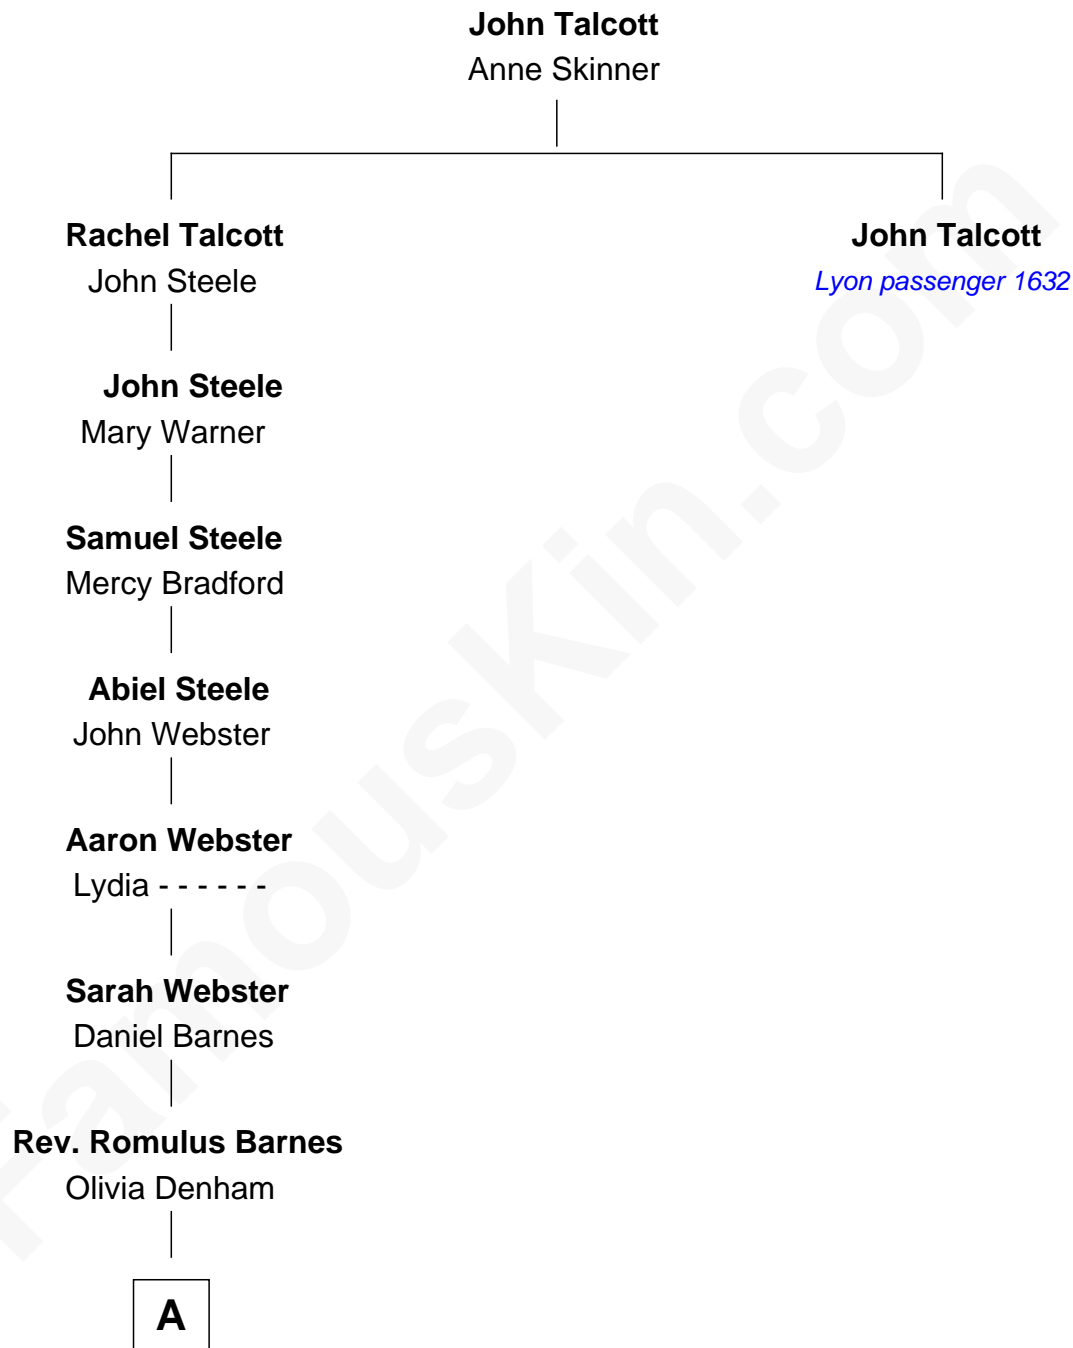 John Talcott
Anne Skinner
Rachel Talcott
John Talcott
John Steele
Lyon passenger 1632
John Steele
Mary Warner
Samuel Steele
Mercy Bradford
Abiel Steele
John Webster
Aaron Webster
Lydia - - - - - -
Sarah Webster
Daniel Barnes
Rev. Romulus Barnes
Olivia Denham
A
FamousKin.com